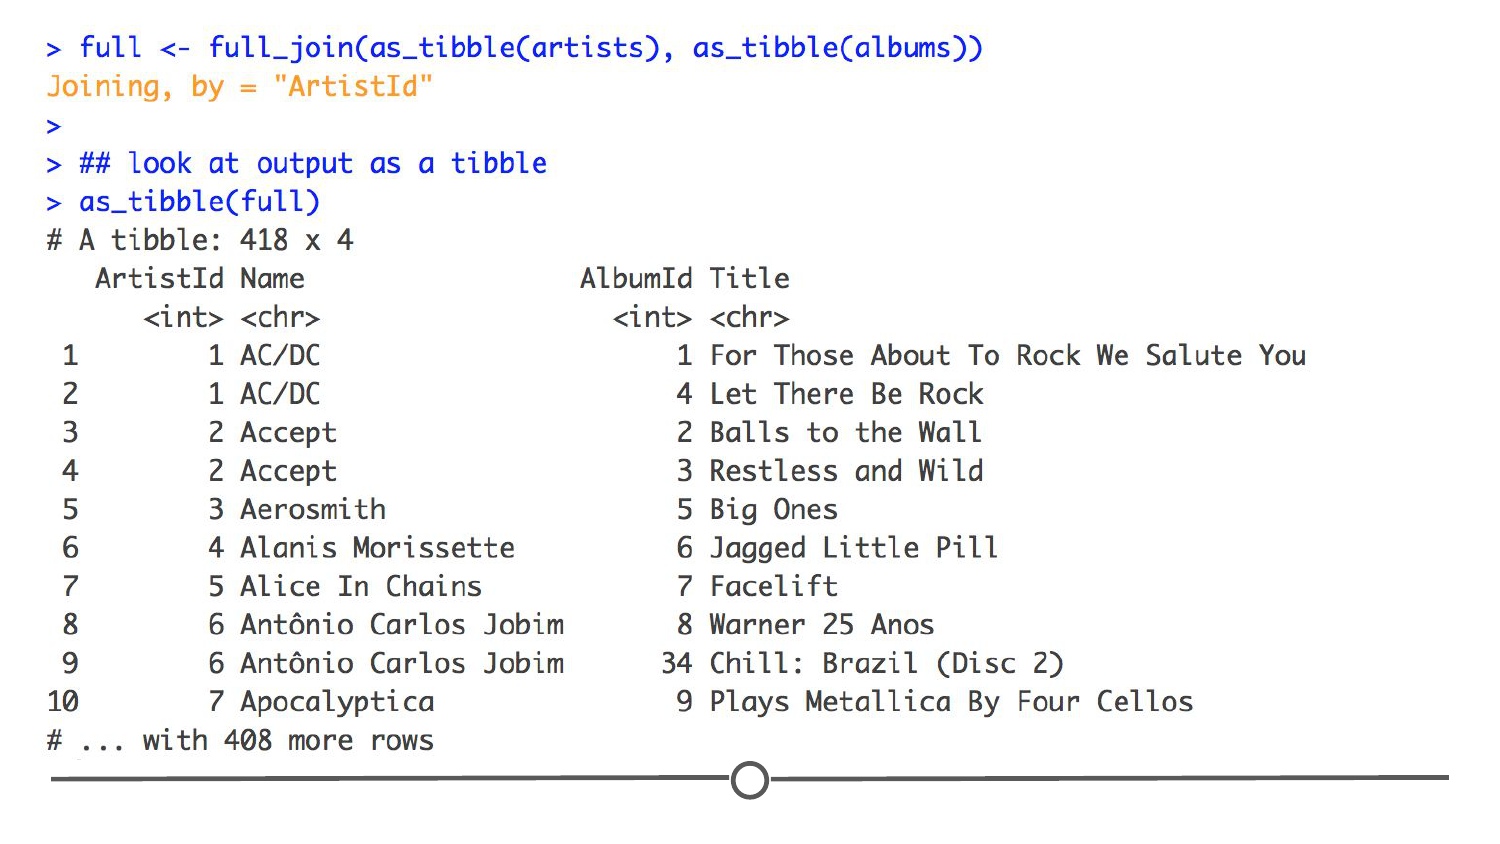 > full <- full_join(as_tibble(artists), as_tibble(albums))
Joining, by = "ArtistId"
>
> ## look at output as a tibble
> as_tibble(full)
# A tibble: 418 x 4
   ArtistId Name                 AlbumId Title
      <int> <chr>                  <int> <chr>
 1        1 AC/DC                      1 For Those About To Rock We Salute You
 2        1 AC/DC                      4 Let There Be Rock
 3        2 Accept                     2 Balls to the Wall
 4        2 Accept                     3 Restless and Wild
 5        3 Aerosmith                  5 Big Ones
 6        4 Alanis Morissette          6 Jagged Little Pill
 7        5 Alice In Chains            7 Facelift
 8        6 Antônio Carlos Jobim       8 Warner 25 Anos
 9        6 Antônio Carlos Jobim      34 Chill: Brazil (Disc 2)
10        7 Apocalyptica               9 Plays Metallica By Four Cellos
# ... with 408 more rows